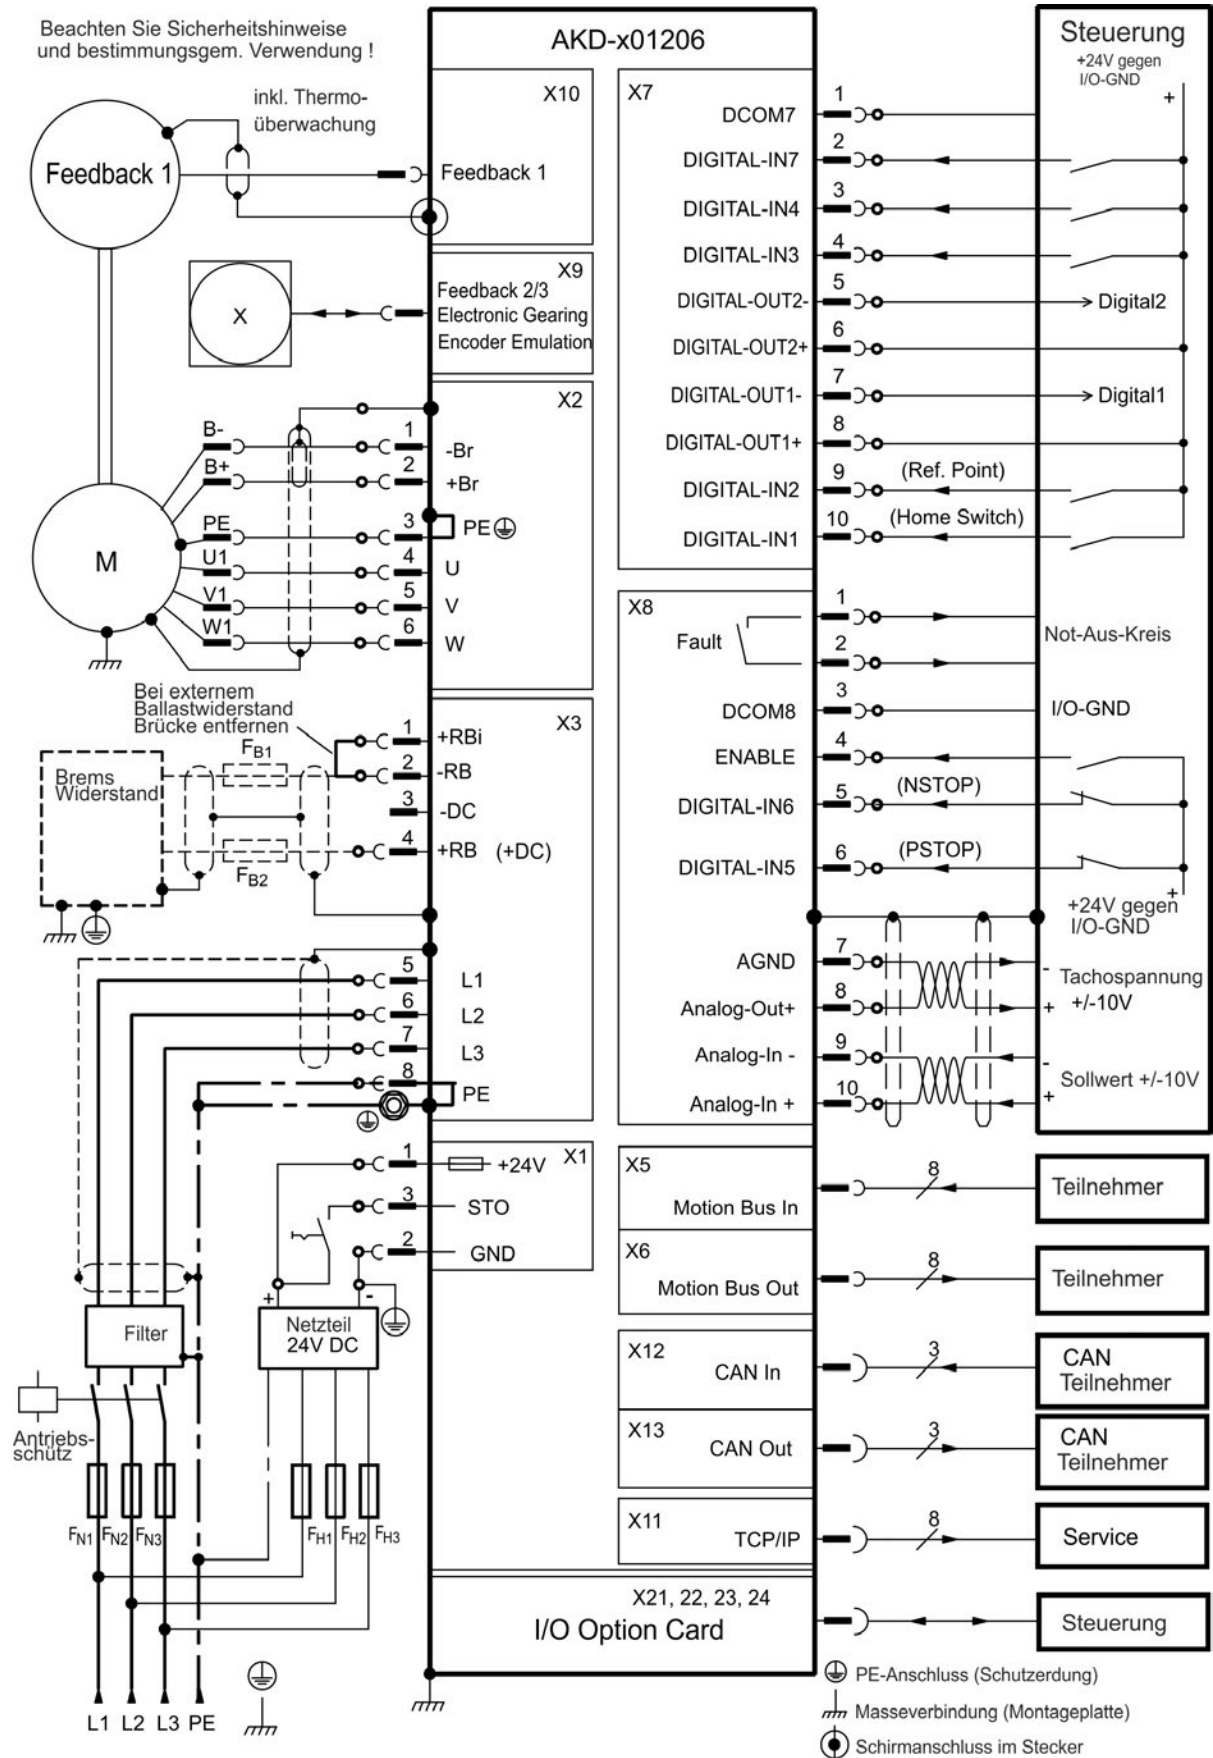 Beachten Sie Sicherheitshinweise
und bestimmungsgem. Verwendung !
AKD-x01206
inkl. Thermo-
überwachung
Feedback 1
X10
Feedback 1
X
X9
Feedback 2/3
Electronic Gearing
Encoder Emulation
X2
B-
1
-Br
B+
2
+Br
PE
3
PE
U1
4
U
V1
5
V
W1
6
W
M
Bei externem
Ballastwiderstand
Brücke entfernen
X3
Brems
Widerstand
FB1
FB2
1
+RBi
2
-RB
3
-DC
4
+RB (+DC)
5
L1
6
L2
7
L3
8
PE
X1
1
+24V
3
STO
2
GND
+
-
Netzteil
24V DC
Filter
Antriebs-
schütz
FN1
FN2
FN3
FH1
FH2
FH3
L1 L2 L3 PE
X7
DCOM7
1
DIGITAL-IN7
2
DIGITAL-IN4
3
DIGITAL-IN3
4
DIGITAL-OUT2-
5
Digital2
DIGITAL-OUT2+
6
DIGITAL-OUT1-
7
Digital1
DIGITAL-OUT1+
8
DIGITAL-IN2
9
(Ref. Point)
DIGITAL-IN1
10
(Home Switch)
Steuerung
+24V gegen
I/O-GND
+
X8
Fault
1
2
Not-Aus-Kreis
DCOM8
3
I/O-GND
ENABLE
4
DIGITAL-IN6
5
(NSTOP)
DIGITAL-IN5
6
(PSTOP)
+
+24V gegen
I/O-GND
AGND
7
-
Tachospannung
+/-10V
Analog-Out+
8
+
Analog-In -
9
-
Sollwert +/-10V
Analog-In +
10
+
X5
Motion Bus In
8
Teilnehmer
X6
Motion Bus Out
8
Teilnehmer
X12
CAN In
3
CAN
Teilnehmer
X13
CAN Out
3
CAN
Teilnehmer
X11
TCP/IP
8
Service
X21, 22, 23, 24
I/O Option Card
Steuerung
PE-Anschluss (Schutzerdung)
Masseverbindung (Montageplatte)
Schirmanschluss im Stecker